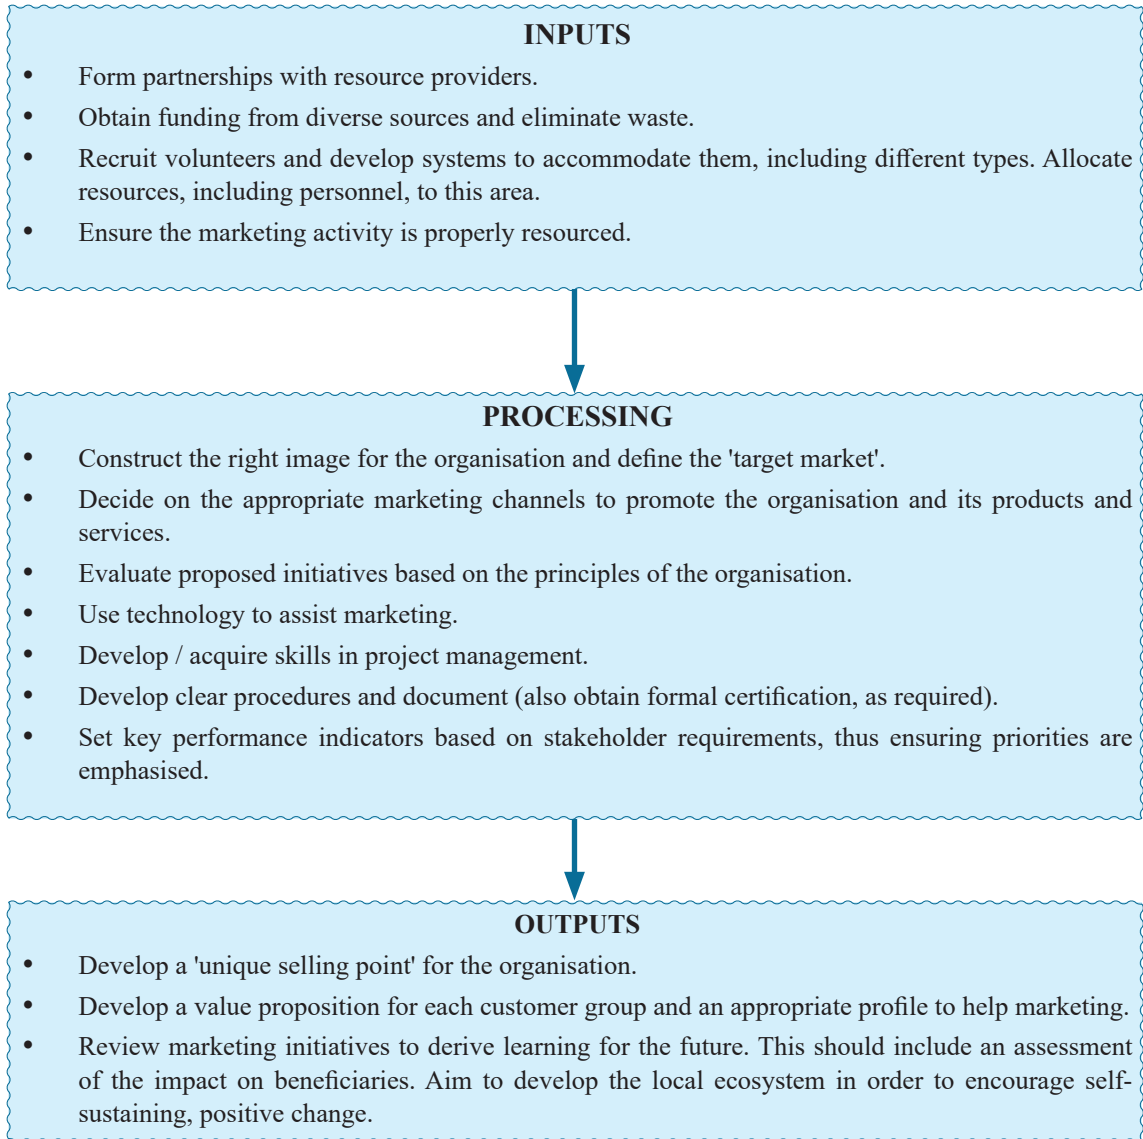 INPUTS
• Form partnerships with resource providers.
• Obtain funding from diverse sources and eliminate waste.
• Recruit volunteers and develop systems to accommodate them, including different types. Allocate
resources, including personnel, to this area.
• Ensure the marketing activity is properly resourced.
PROCESSING
• Construct the right image for the organisation and define the 'target market'.
• Decide on the appropriate marketing channels to promote the organisation and its products and
services.
• Evaluate proposed initiatives based on the principles of the organisation.
• Use technology to assist marketing.
• Develop / acquire skills in project management.
• Develop clear procedures and document (also obtain formal certification, as required).
• Set key performance indicators based on stakeholder requirements, thus ensuring priorities are
emphasised.
OUTPUTS
• Develop a 'unique selling point' for the organisation.
• Develop a value proposition for each customer group and an appropriate profile to help marketing.
• Review marketing initiatives to derive learning for the future. This should include an assessment
of the impact on beneficiaries. Aim to develop the local ecosystem in order to encourage self-
sustaining, positive change.